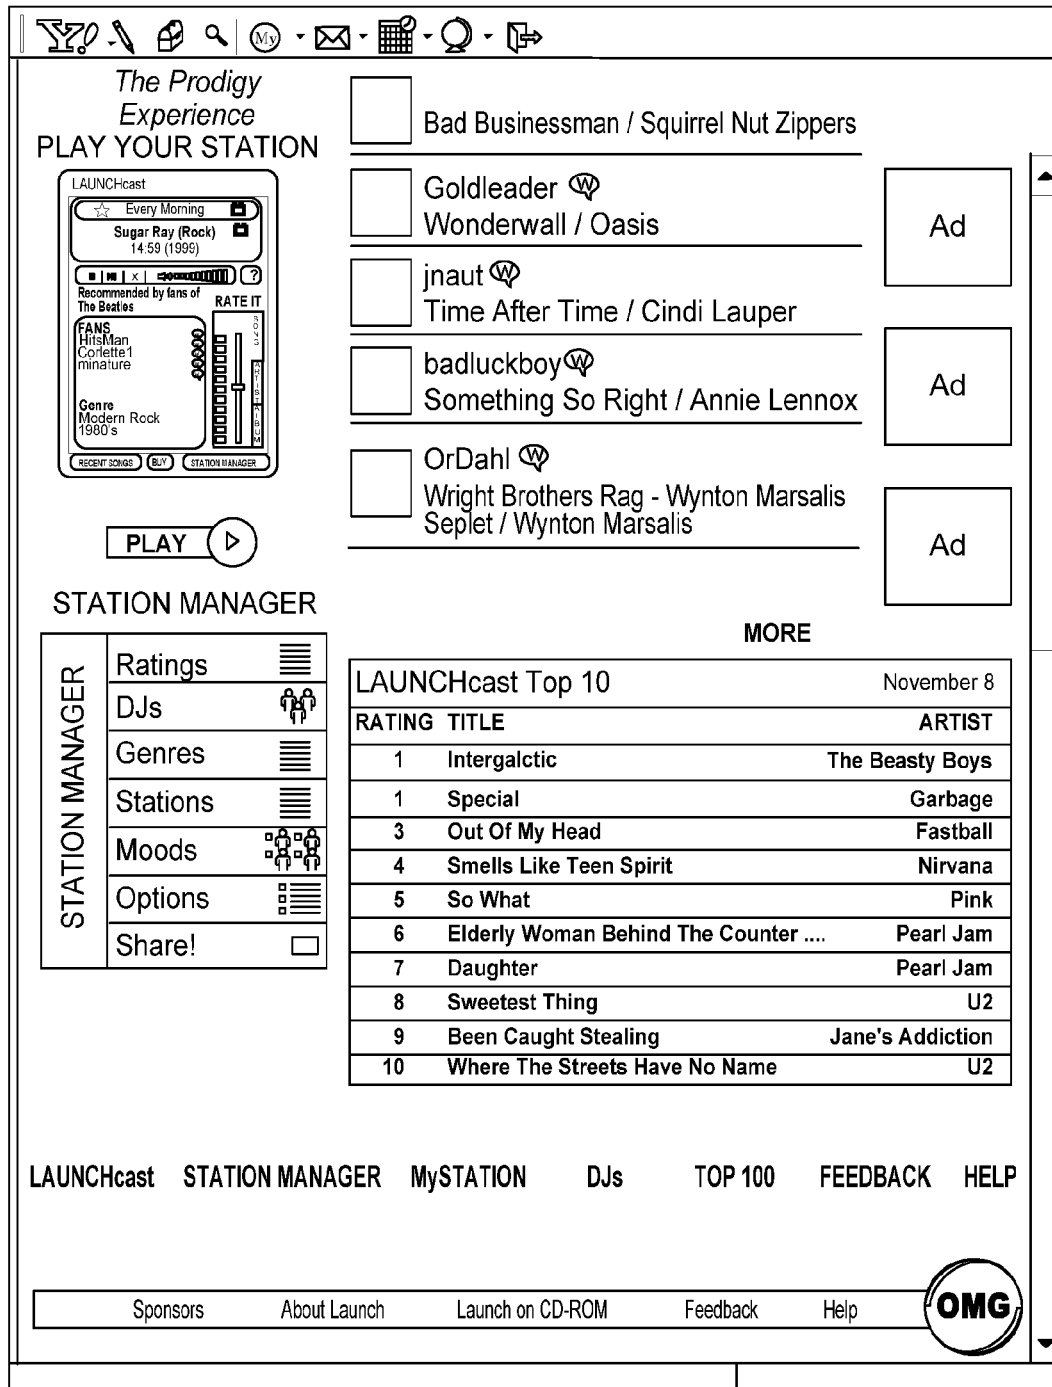 Y!
My
The Prodigy
Experience
PLAY YOUR STATION
LAUNCHcast
Every Morning
Sugar Ray (Rock)
14:59 (1999)
X
?
Recommended by fans of
The Beatles
RATE IT
FANS
HitsMan
Corlette1
minature
Genre
Modern Rock
1980's
SONG
ARTIST
ALBUM
RECENT SONGS
BUY
STATION MANAGER
PLAY
STATION MANAGER
STATION MANAGER
Ratings
DJs
Genres
Stations
Moods
Options
Share!
Bad Businessman / Squirrel Nut Zippers
Goldleader W
Wonderwall / Oasis
jnaut W
Time After Time / Cindi Lauper
badluckboy W
Something So Right / Annie Lennox
OrDahl W
Wright Brothers Rag - Wynton Marsalis
Seplet / Wynton Marsalis
Ad
Ad
Ad
MORE
LAUNCHcast Top 10 November 8
RATING TITLE ARTIST
1 Intergalctic The Beasty Boys
1 Special Garbage
3 Out Of My Head Fastball
4 Smells Like Teen Spirit Nirvana
5 So What Pink
6 Elderly Woman Behind The Counter .... Pearl Jam
7 Daughter Pearl Jam
8 Sweetest Thing U2
9 Been Caught Stealing Jane's Addiction
10 Where The Streets Have No Name U2
LAUNCHcast STATION MANAGER MySTATION DJs TOP 100 FEEDBACK HELP
Sponsors About Launch Launch on CD-ROM Feedback Help
OMG